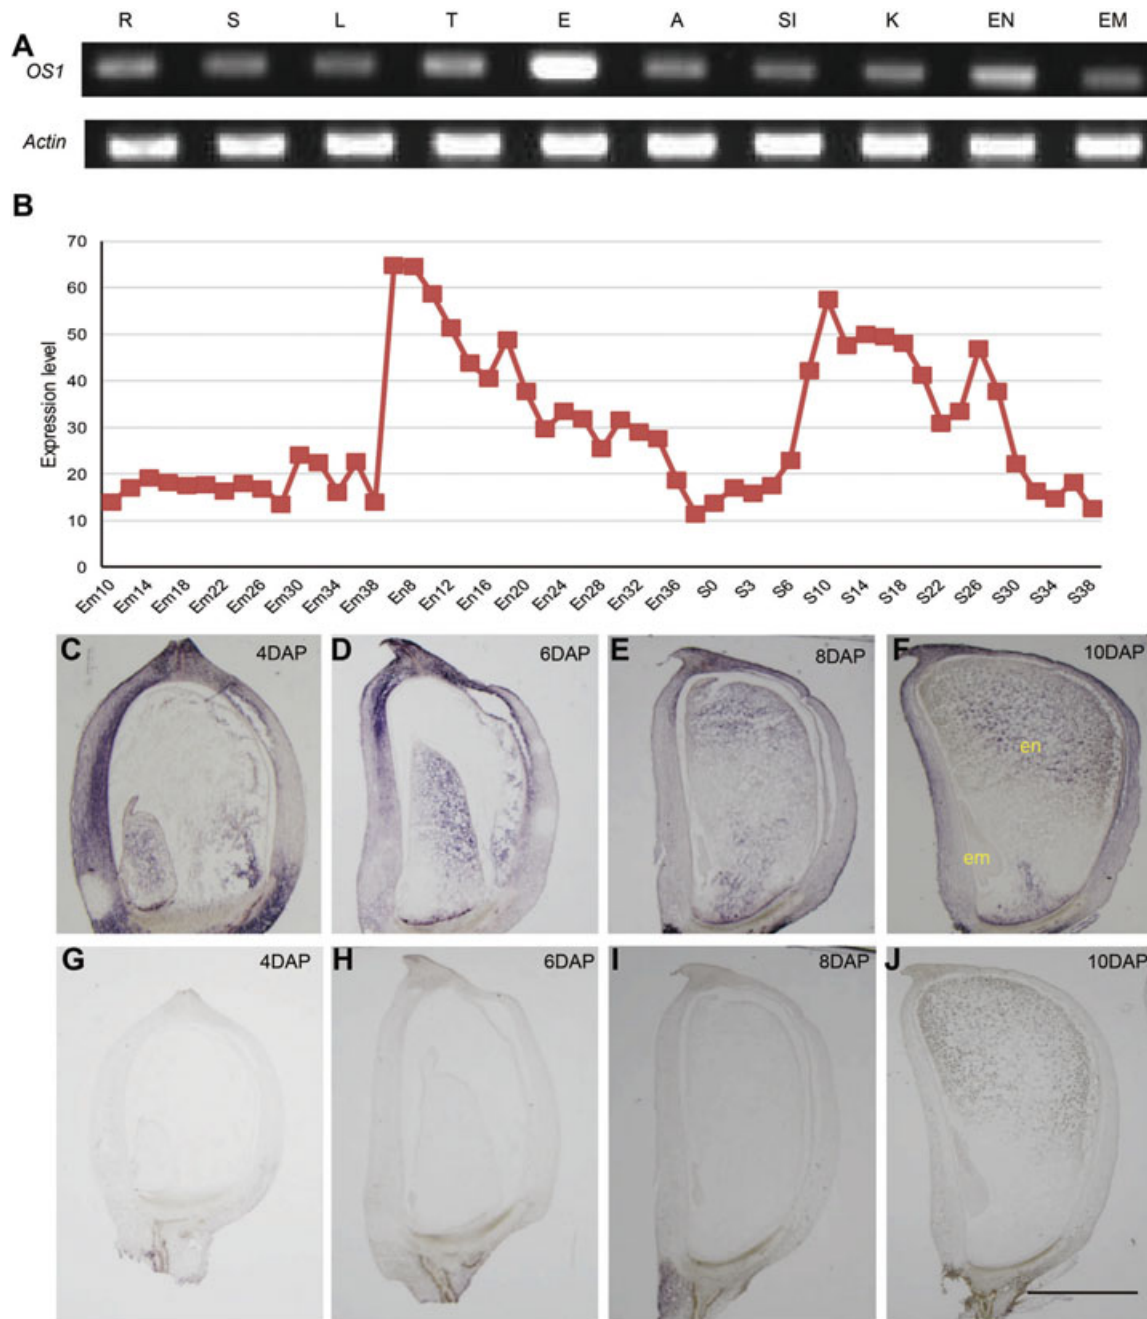 R S L T E A SI K EN EM
A
OS1
Actin
B
Expression level
70
60
50
40
30
20
10
0
Em10 Em14 Em18 Em22 Em26 Em30 Em34 Em38 En8 En12 En16 En20 En24 En28 En32 En36 S0 S3 S6 S10 S14 S18 S22 S26 S30 S34 S38
C 4DAP D 6DAP E 8DAP F 10DAP
en
em
G 4DAP H 6DAP I 8DAP J 10DAP